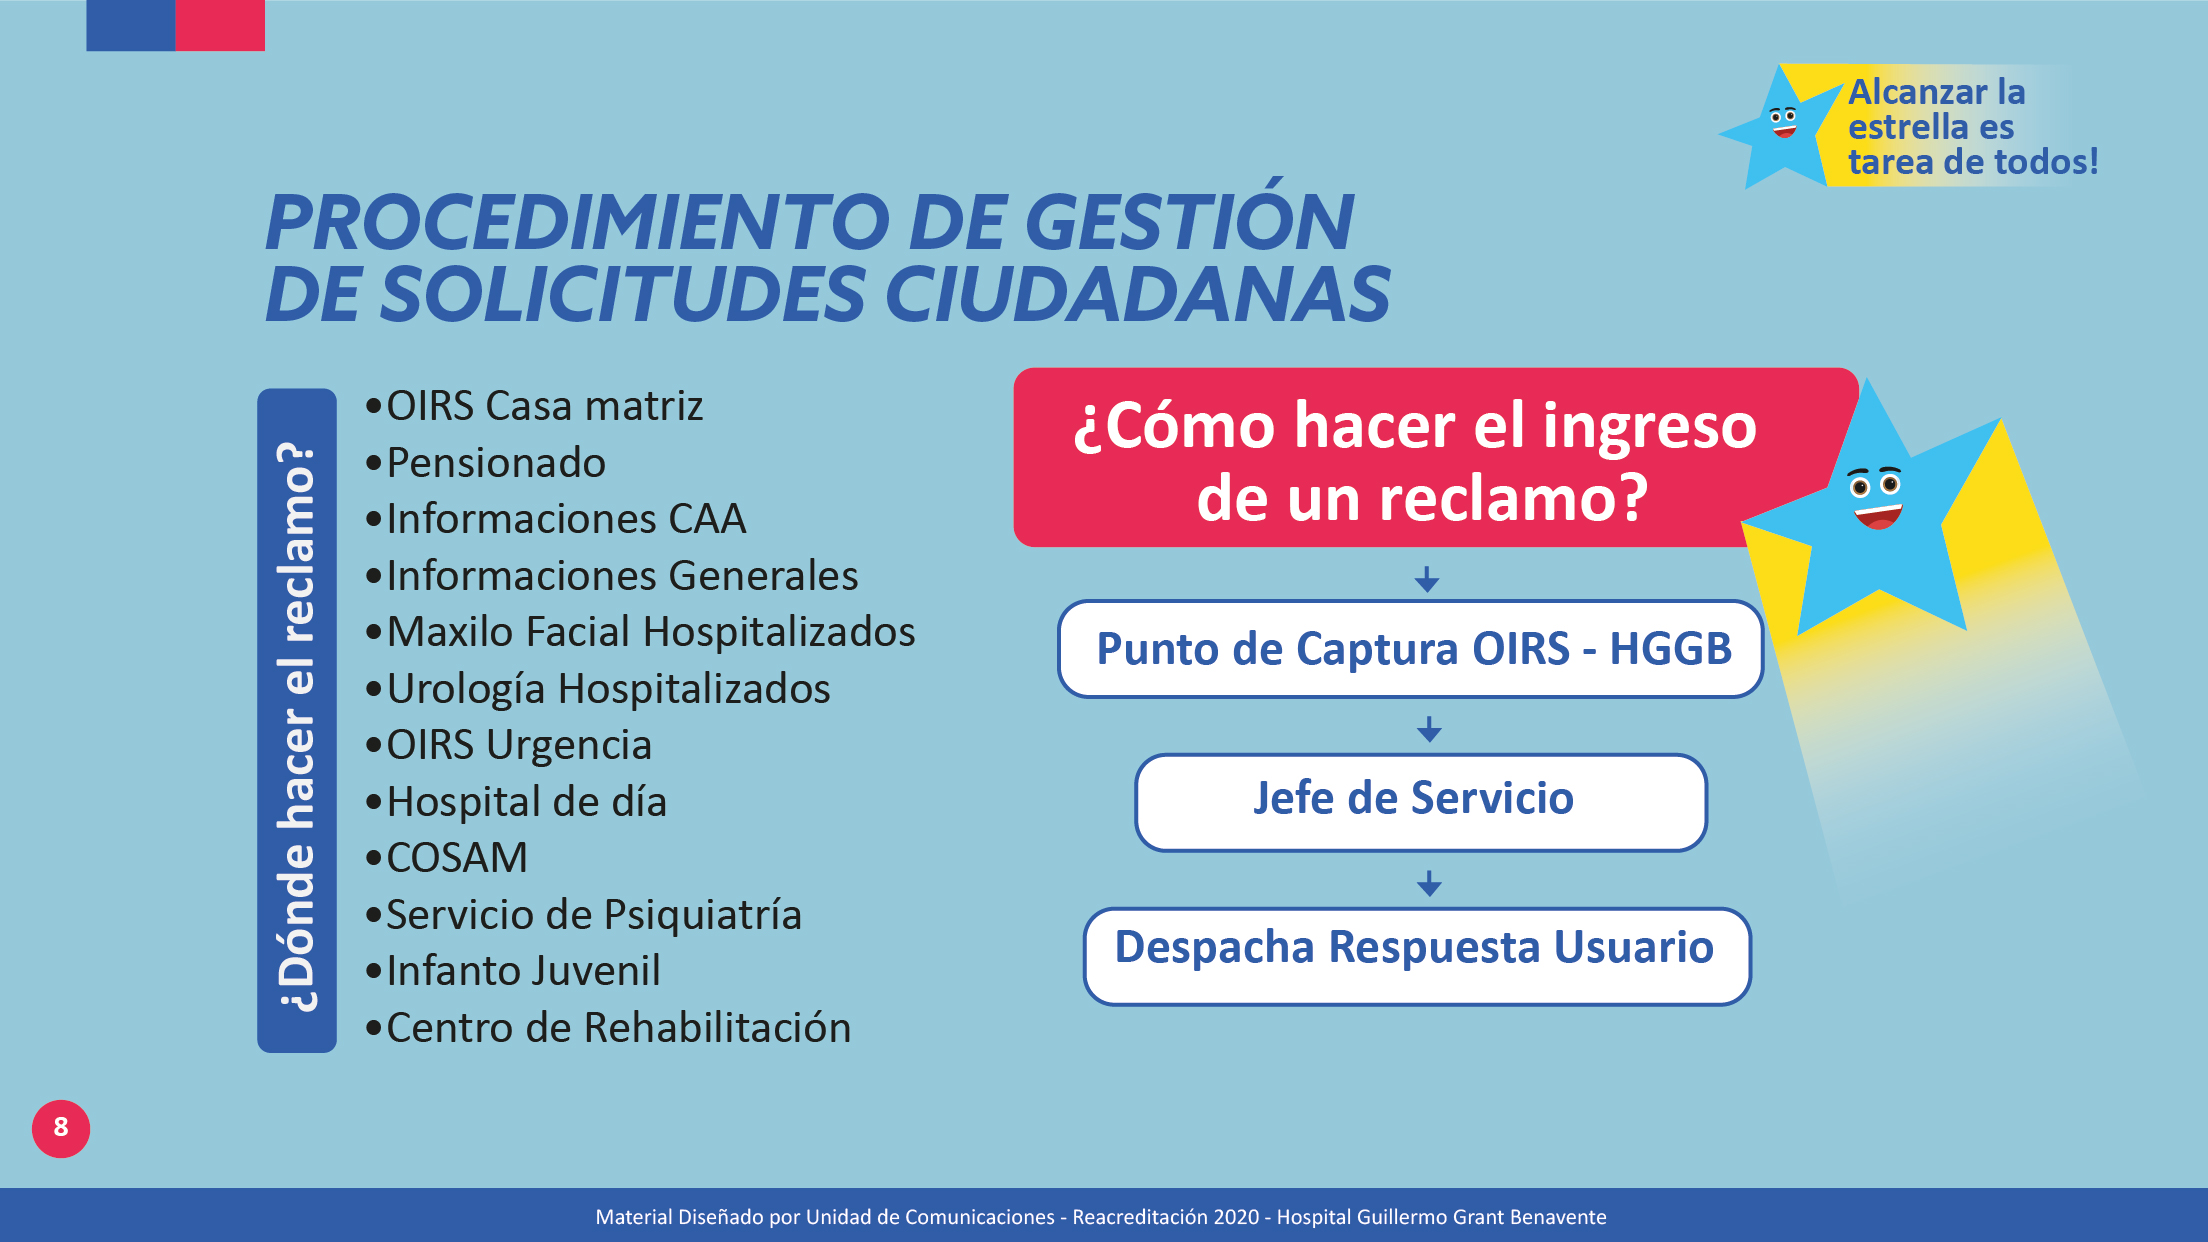 Alcanzar la
estrella es
tarea de todos!
PROCEDIMIENTO DE GESTIÓN
DE SOLICITUDES CIUDADANAS
¿Dónde hacer el reclamo?
•OIRS Casa matriz
•Pensionado
•Informaciones CAA
•Informaciones Generales
•Maxilo Facial Hospitalizados
•Urología Hospitalizados
•OIRS Urgencia
•Hospital de día
•COSAM
•Servicio de Psiquiatría
•Infanto Juvenil
•Centro de Rehabilitación
¿Cómo hacer el ingreso
de un reclamo?
Punto de Captura OIRS - HGGB
Jefe de Servicio
Despacha Respuesta Usuario
8
Material Diseñado por Unidad de Comunicaciones - Reacreditación 2020 - Hospital Guillermo Grant Benavente